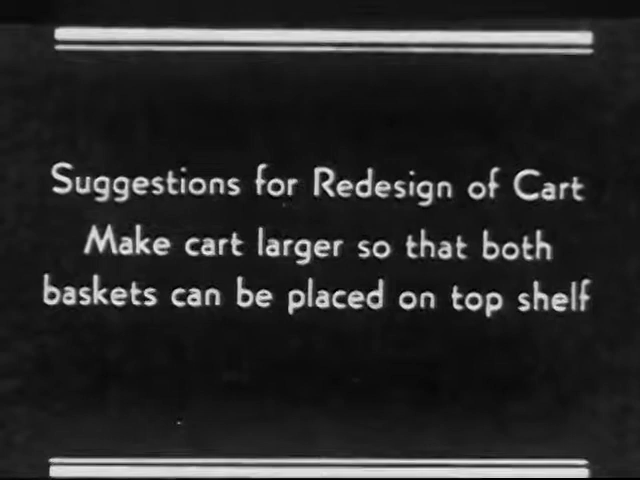 Suggestions for Redesign of Cart
Make cart larger so that both
baskets can be placed on top shelf